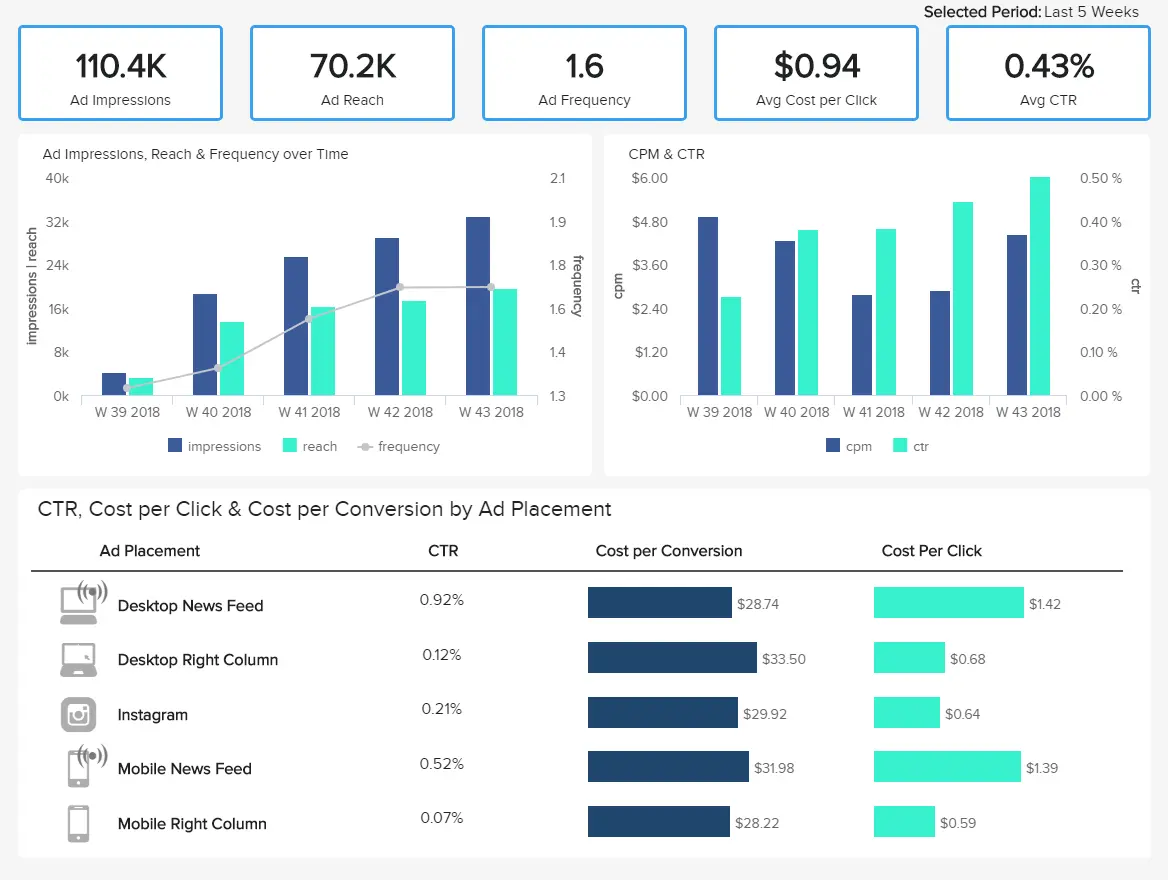 Selected Period: Last 5 Weeks
110.4K
Ad Impressions
70.2K
Ad Reach
1.6
Ad Frequency
$0.94
Avg Cost per Click
0.43%
Avg CTR
Ad Impressions, Reach & Frequency over Time
40k
32k
24k
16k
8k
0k
impressions | reach
2.1
1.9
1.8
1.6
1.4
1.3
frequency
W 39 2018 W 40 2018 W 41 2018 W 42 2018 W 43 2018
impressions reach frequency
CPM & CTR
$6.00
$4.80
$3.60
$2.40
$1.20
$0.00
cpm
0.50 %
0.40 %
0.30 %
0.20 %
0.10 %
0.00 %
ctr
W 39 2018 W 40 2018 W 41 2018 W 42 2018 W 43 2018
cpm ctr
CTR, Cost per Click & Cost per Conversion by Ad Placement
Ad Placement CTR Cost per Conversion Cost Per Click
Desktop News Feed 0.92% $28.74 $1.42
Desktop Right Column 0.12% $33.50 $0.68
Instagram 0.21% $29.92 $0.64
Mobile News Feed 0.52% $31.98 $1.39
Mobile Right Column 0.07% $28.22 $0.59